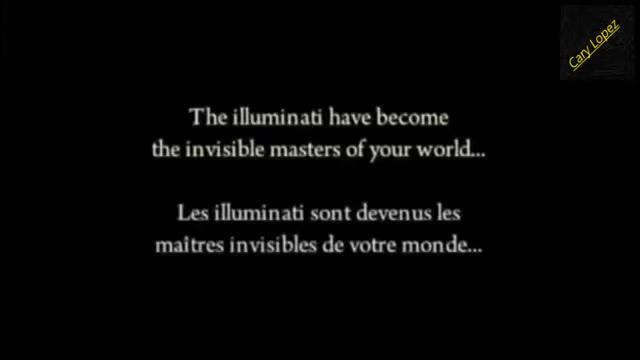 Cary Lopez
The illuminati have become
the invisible masters of your world...
Les illuminati sont devenus les
maîtres invisibles de votre monde...